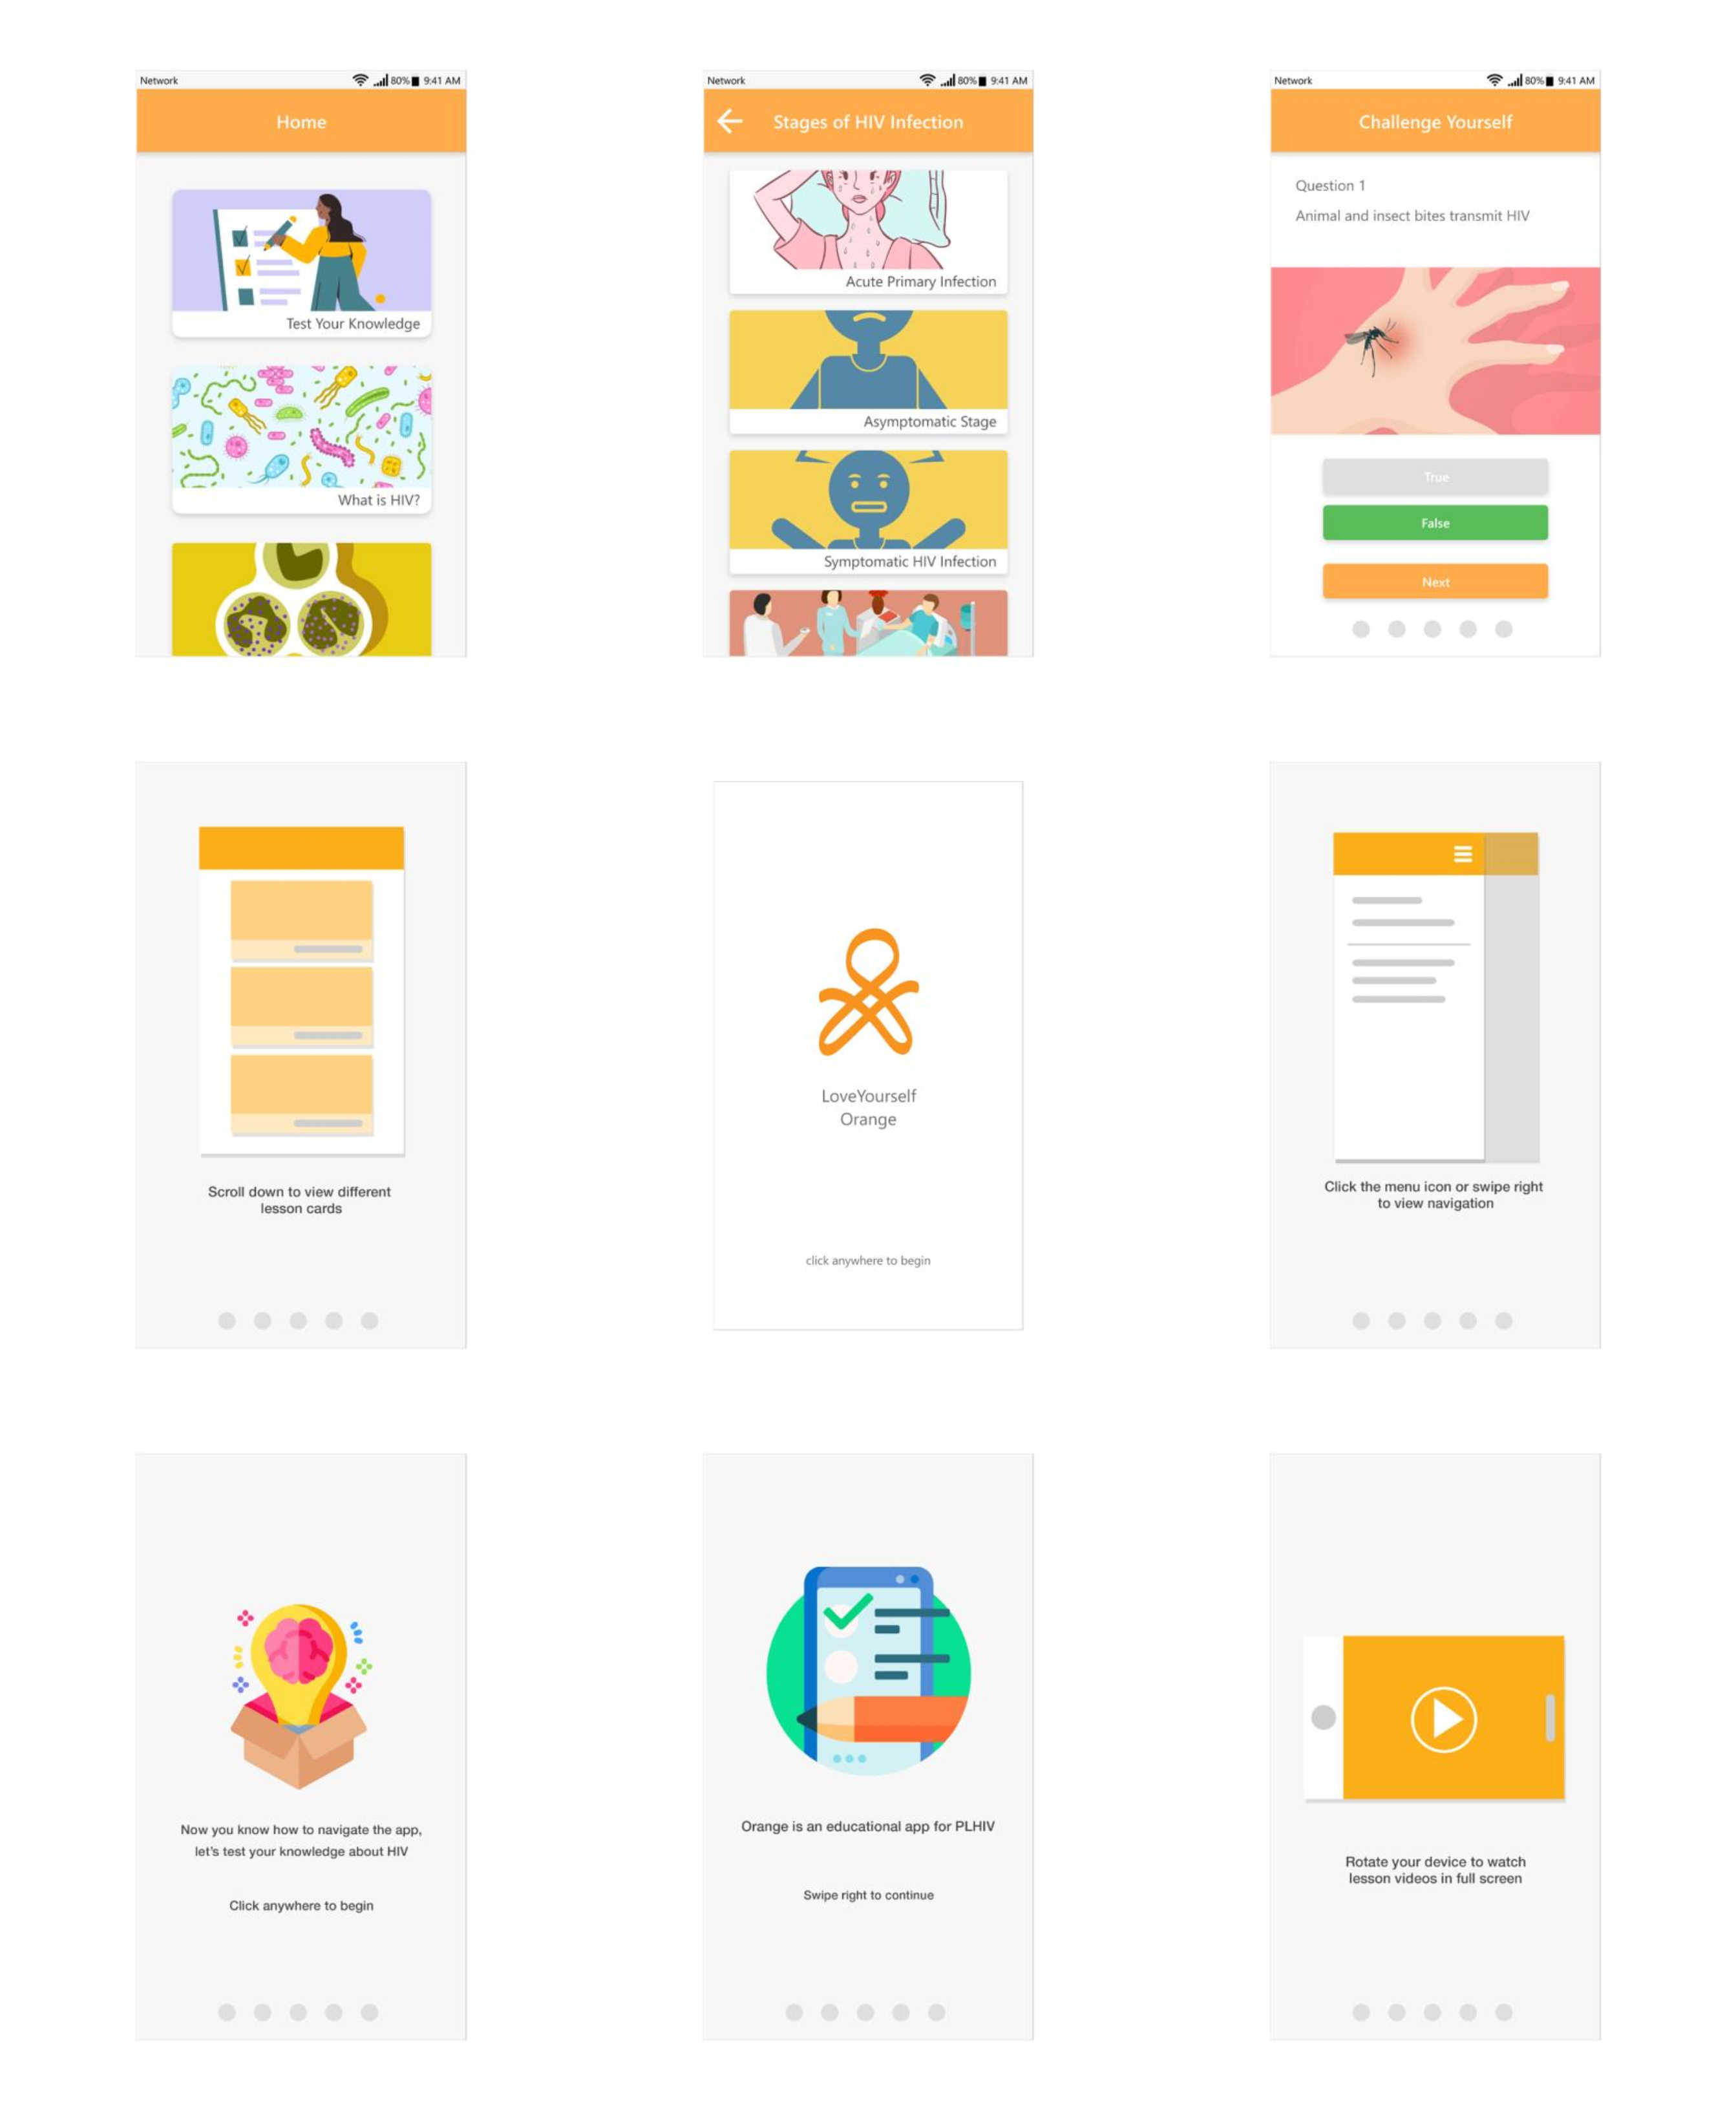 Network 80% 9:41 AM
Home
Test Your Knowledge
What is HIV?
Network 80% 9:41 AM
Stages of HIV Infection
Acute Primary Infection
Asymptomatic Stage
Symptomatic HIV Infection
Network 80% 9:41 AM
Challenge Yourself
Question 1
Animal and insect bites transmit HIV
True
False
Next
Scroll down to view different
lesson cards
LoveYourself
Orange
click anywhere to begin
Click the menu icon or swipe right
to view navigation
Now you know how to navigate the app,
let's test your knowledge about HIV
Click anywhere to begin
Orange is an educational app for PLHIV
Swipe right to continue
Rotate your device to watch
lesson videos in full screen